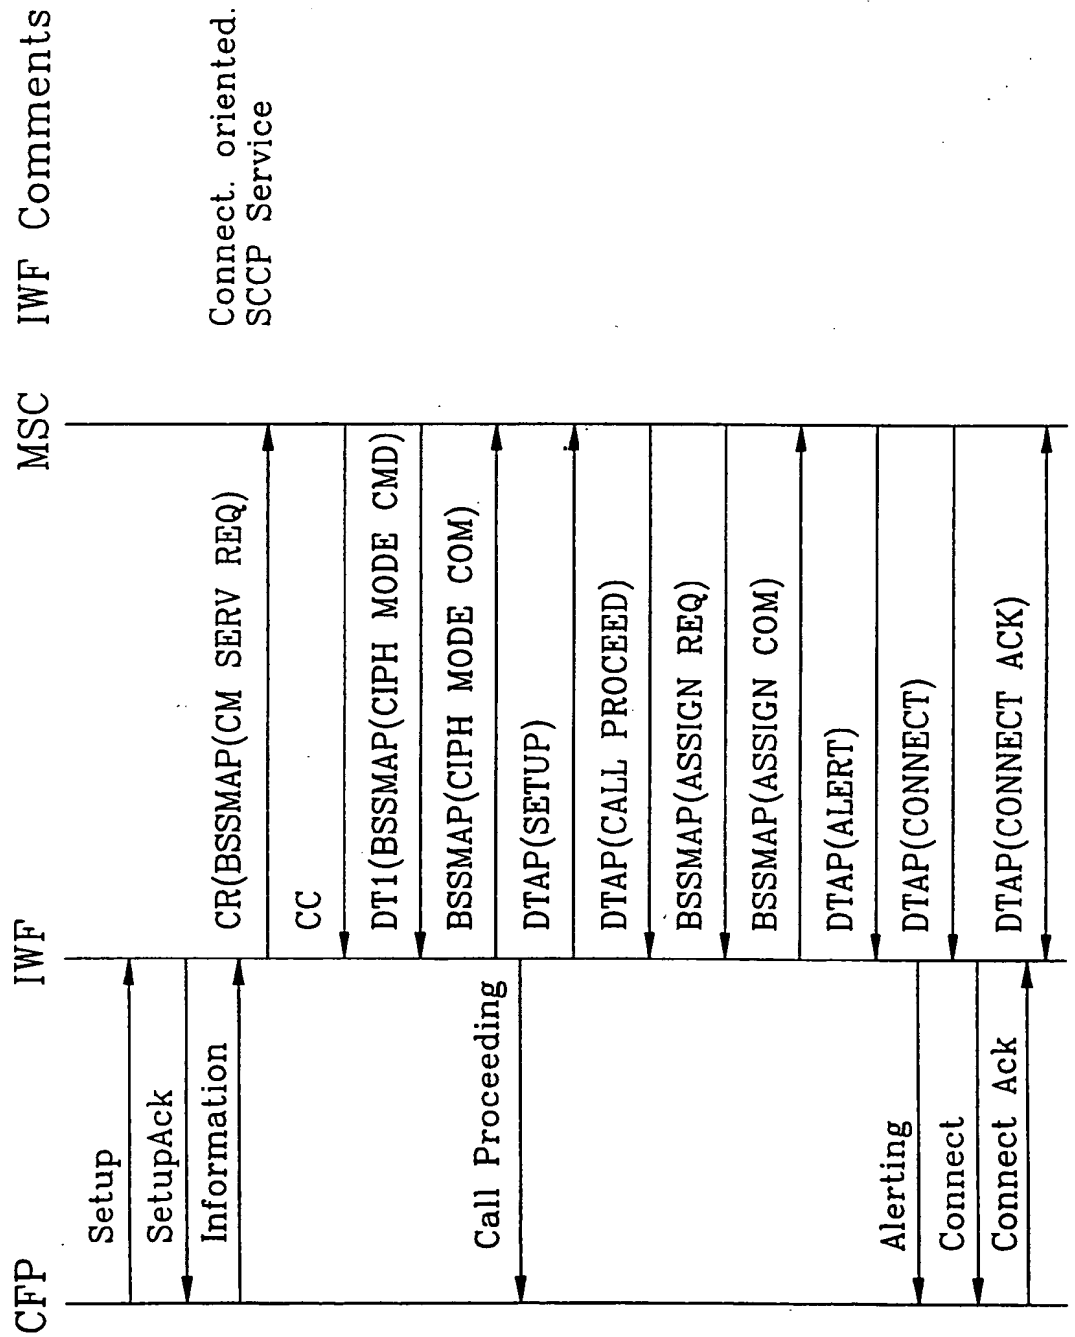 CFP
IWF
MSC
IWF Comments
Setup
SetupAck
Information
CR(BSSMAP(CM SERV REQ)
Connect. oriented.
SCCP Service
CC
DT1(BSSMAP(CIPH MODE CMD)
BSSMAP(CIPH MODE COM)
Call Proceeding
DTAP(SETUP)
DTAP(CALL PROCEED)
BSSMAP(ASSIGN REQ)
BSSMAP(ASSIGN COM)
DTAP(ALERT)
Alerting
DTAP(CONNECT)
Connect
Connect Ack
DTAP(CONNECT ACK)